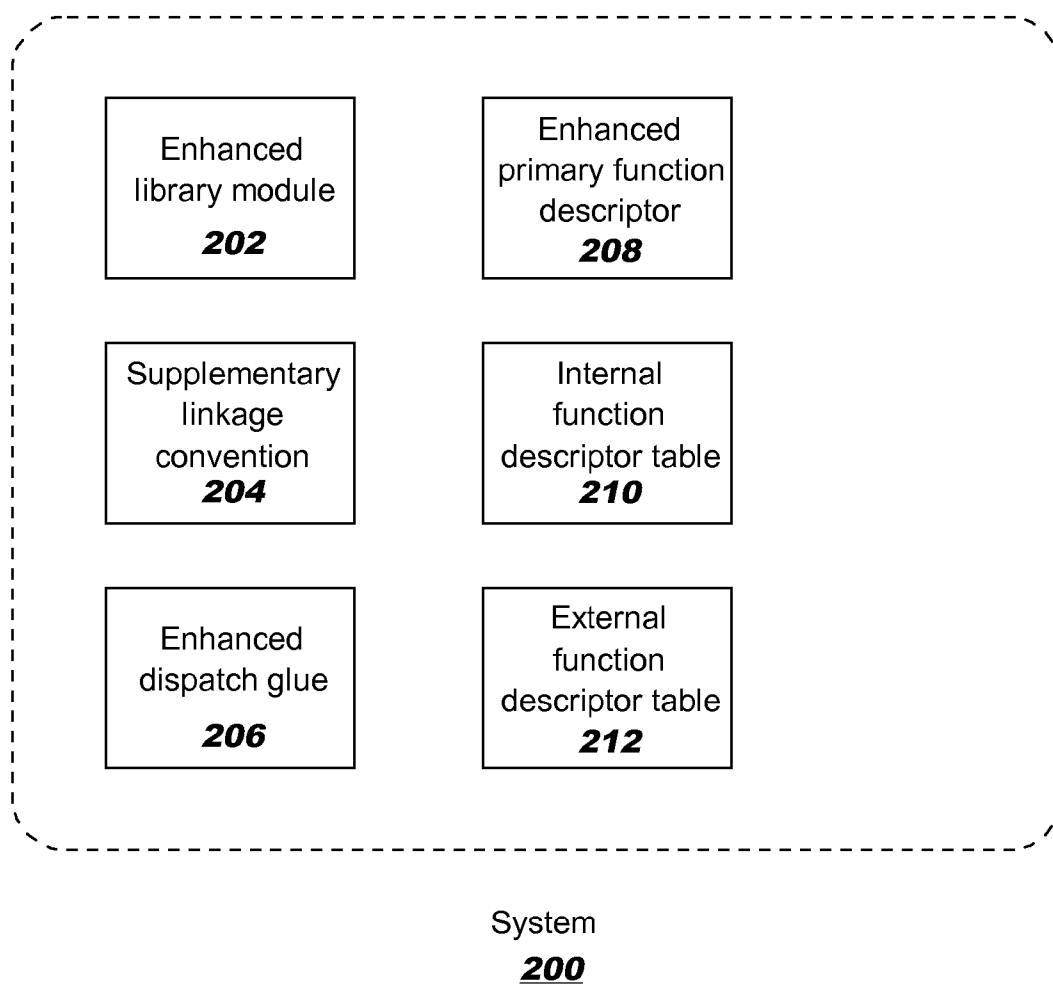 Enhanced
library module
202
Enhanced
primary function
descriptor
208
Supplementary
linkage
convention
204
Internal
function
descriptor table
210
Enhanced
dispatch glue
206
External
function
descriptor table
212
System
200